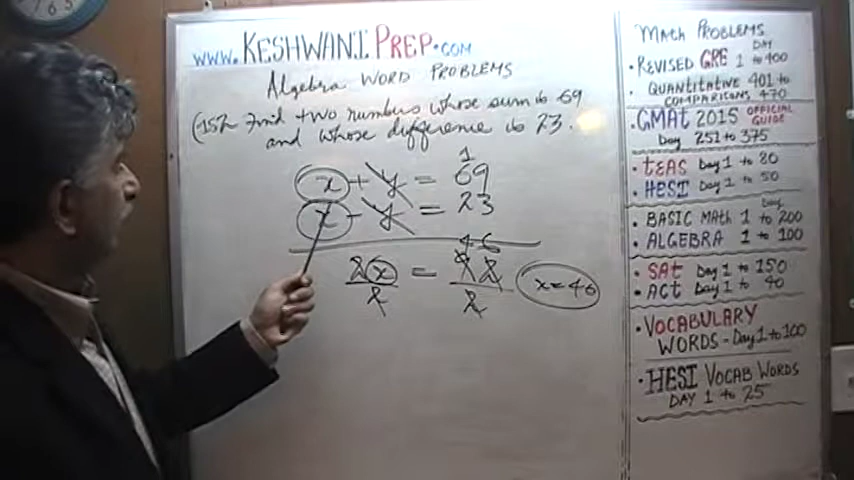 www.KESHWANI PREP.com
Algebra WORD PROBLEMS
(152 Find two numbers whose sum is 69
and whose difference is 23.
x + y = 69
1
x - y = 23
2x = 92
46
2 2
x = 46
MATH PROBLEMS
• REVISED GRE DAY 1 to 400
• QUANTITATIVE 401 to
COMPARISONS 470
• GMAT 2015 OFFICIAL GUIDE
Day 251 to 375
• TEAS Day 1 to 80
• HESI Day 1 to 50
Day
• BASIC MATH 1 to 200
• ALGEBRA 1 to 100
• SAT Day 1 to 150
• ACT Day 1 to 90
• VOCABULARY
WORDS - Day 1 to 100
• HESI VOCAB WORDS
DAY 1 to 25